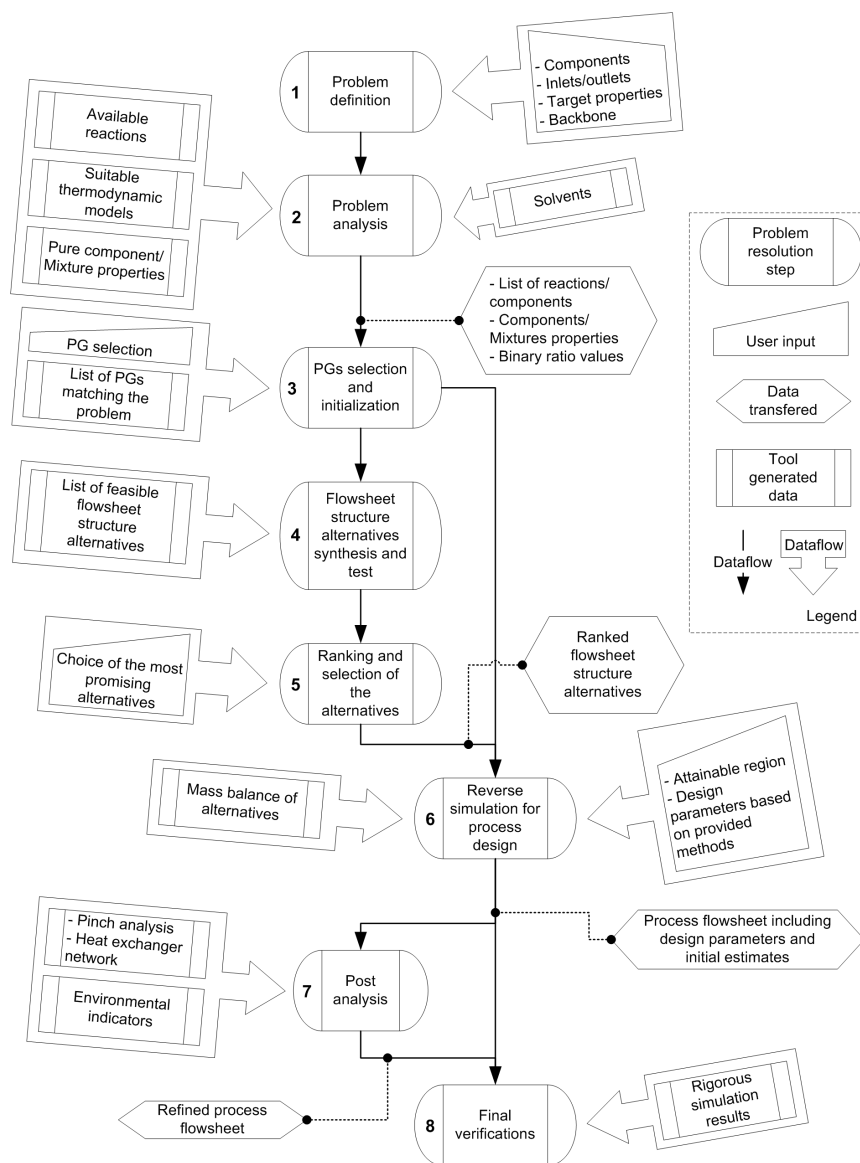 1
Problem
definition
- Components
- Inlets/outlets
- Target properties
- Backbone
Available
reactions
Suitable
thermodynamic
models
Pure component/
Mixture properties
2
Problem
analysis
Solvents
- List of reactions/
components
- Components/
Mixtures properties
- Binary ratio values
PG selection
List of PGs
matching the
problem
3
PGs selection
and
initialization
List of feasible
flowsheet
structure
alternatives
4
Flowsheet
structure
alternatives
synthesis and
test
Choice of the most
promising
alternatives
5
Ranking and
selection of
the
alternatives
Ranked
flowsheet
structure
alternatives
Mass balance of
alternatives
6
Reverse
simulation for
process
design
- Attainable region
- Design
parameters based
on provided
methods
Process flowsheet including
design parameters and
initial estimates
- Pinch analysis
- Heat exchanger
network
Environmental
indicators
7
Post
analysis
Refined process
flowsheet
8
Final
verifications
Rigorous
simulation
results
Problem
resolution
step
User input
Data
transfered
Tool
generated
data
Dataflow
Dataflow
Legend